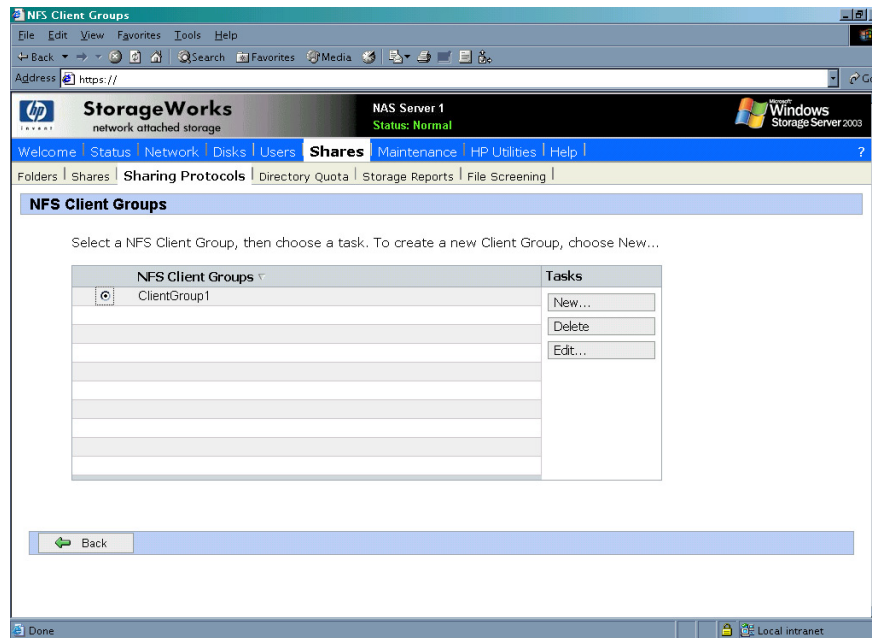 NFS Client Groups
File Edit View Favorites Tools Help
Back Search Favorites Media
Address https:// Go
hp
invent
StorageWorks
network attached storage
NAS Server 1
Status: Normal
Microsoft
Windows
Storage Server 2003
Welcome | Status | Network | Disks | Users | Shares | Maintenance | HP Utilities | Help | ?
Folders | Shares | Sharing Protocols | Directory Quota | Storage Reports | File Screening |
NFS Client Groups
Select a NFS Client Group, then choose a task. To create a new Client Group, choose New...
NFS Client Groups Tasks
ClientGroup1
New...
Delete
Edit...
Back
Done Local intranet